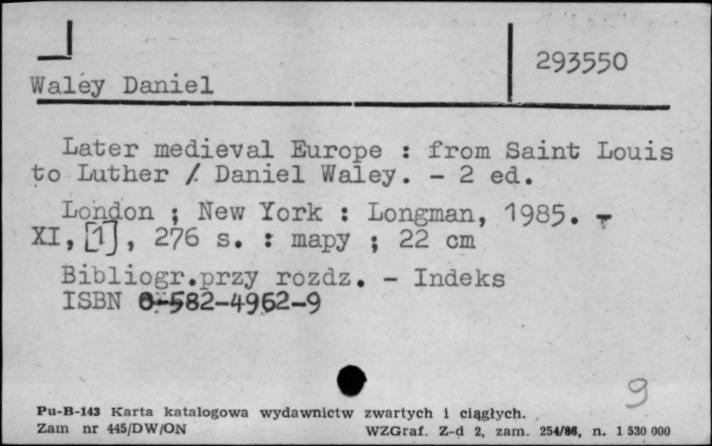 293550
Waley Daniel
Later medieval Europe : from Saint Louis
to Luther / Daniel Waley. - 2 ed.
London ; New York : Longman, 1985. -
XI, [1], 276 s. : mapy ; 22 cm
Bibliogr.przy rozdz. - Indeks
ISBN 0-582-4962-9
9
Pu-B-143 Karta katalogowa wydawnictw zwartych i ciągłych.
Zam nr 445/DW/ON WZGraf. Z-d 2, zam. 254/86, n. 1 530 000